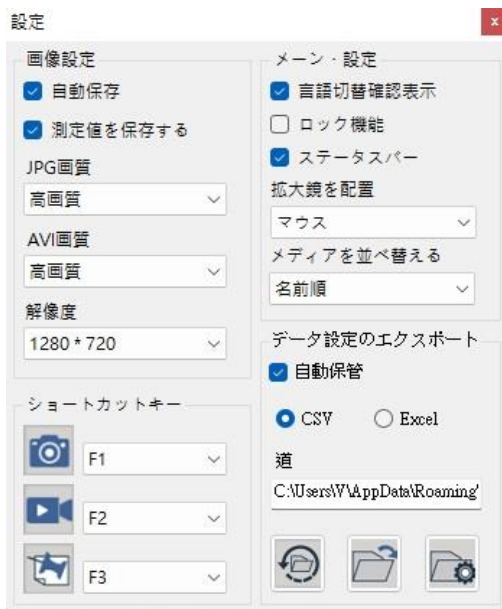 設定
x
画像設定
自動保存
測定値を保存する
JPG画質
高画質
AVI画質
高画質
解像度
1280 * 720
ショートカットキー
F1
F2
F3
メーン・設定
言語切替確認表示
ロック機能
ステータスバー
拡大鏡を配置
マウス
メディアを並べ替える
名前順
データ設定のエクスポート
自動保管
CSV
Excel
道
C:\Users\V\AppData\Roaming\